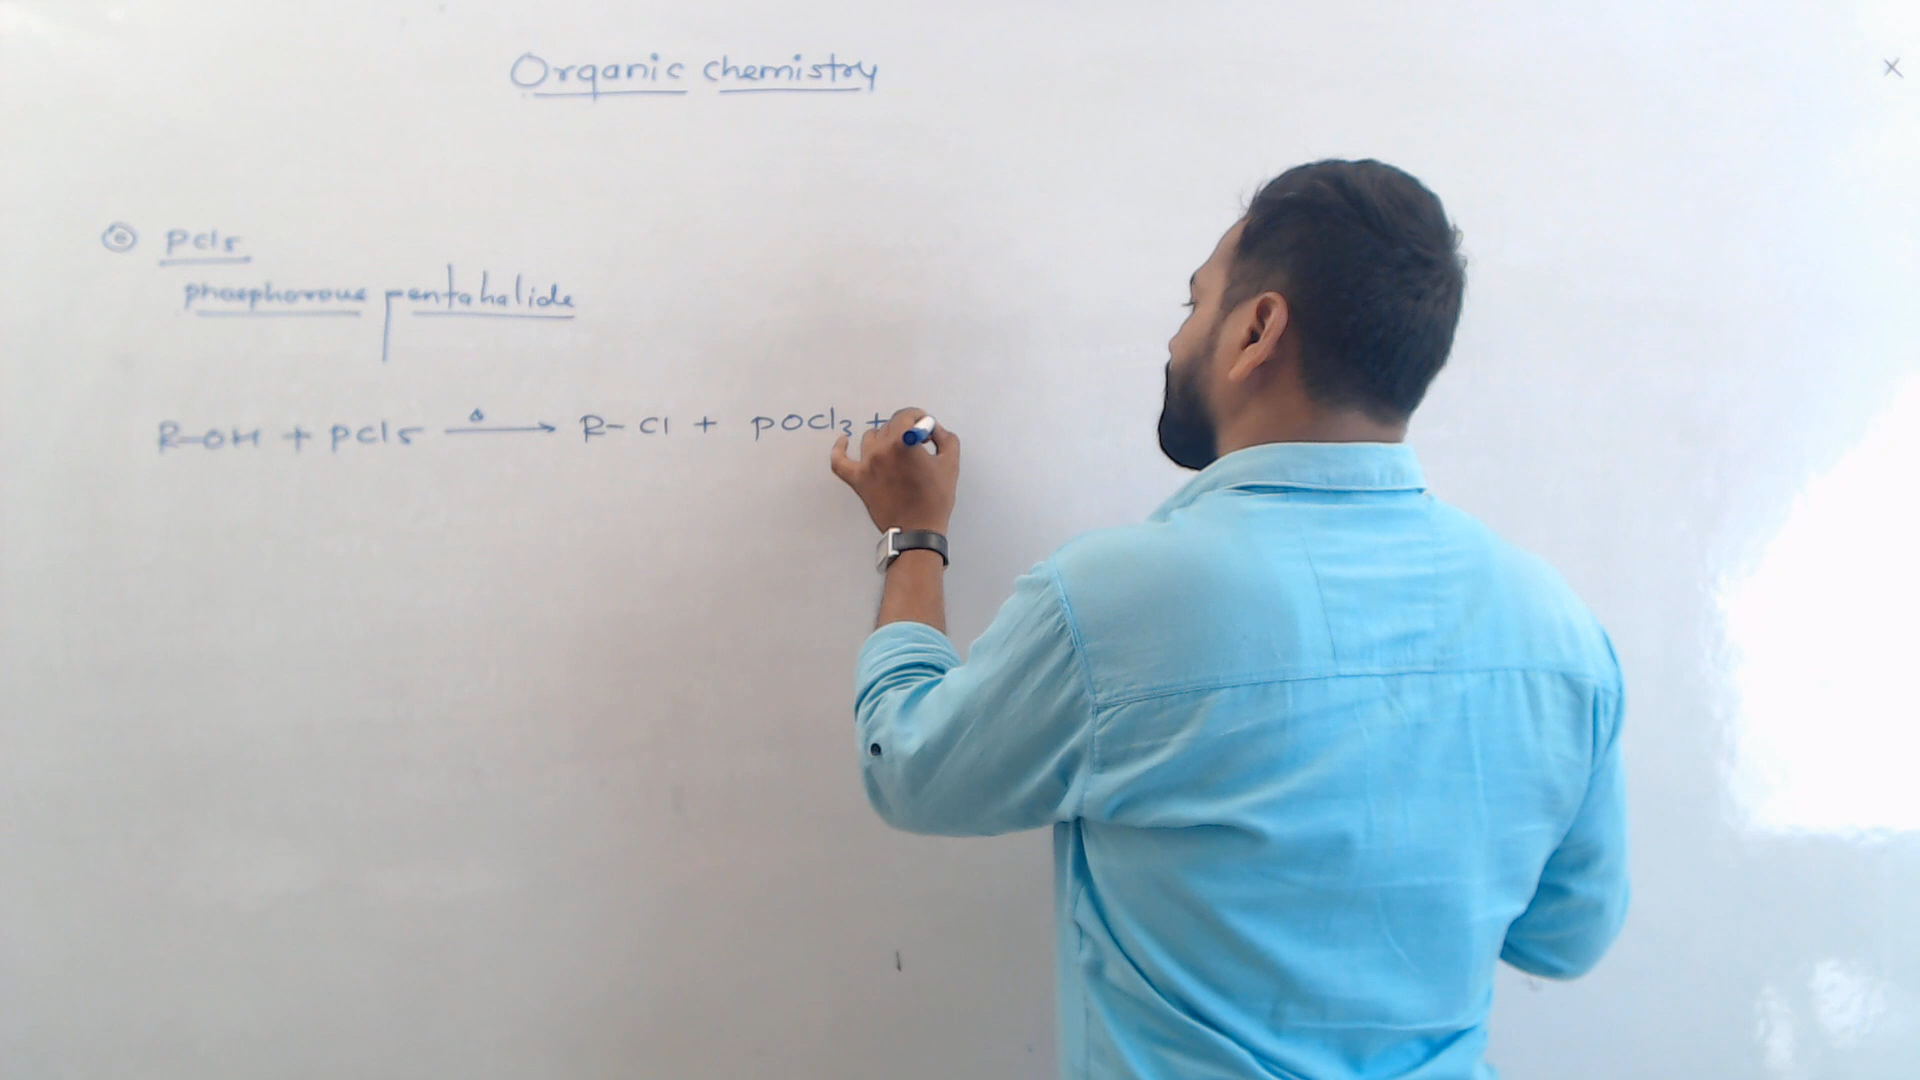 Organic chemistry
pcl5
phosphorous pentahalide
R-OH + pcl5 Δ→ R-Cl + pOCl3 +